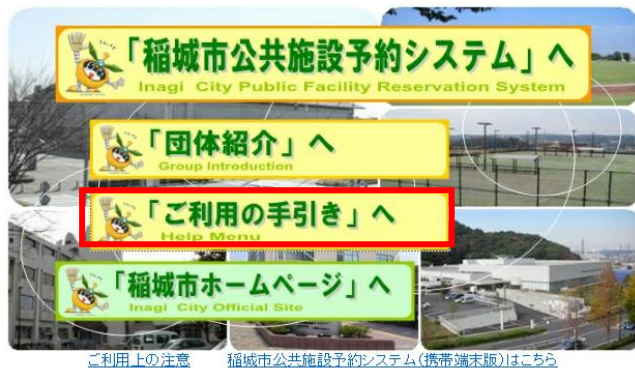 「稲城市公共施設予約システム」へ
Inagi City Public Facility Reservation System
「団体紹介」へ
Group Introduction
「ご利用の手引き」へ
Help Menu
「稲城市ホームページ」へ
Inagi City Official Site
ご利用上の注意 稲城市公共施設予約システム(携帯端末版)はこちら